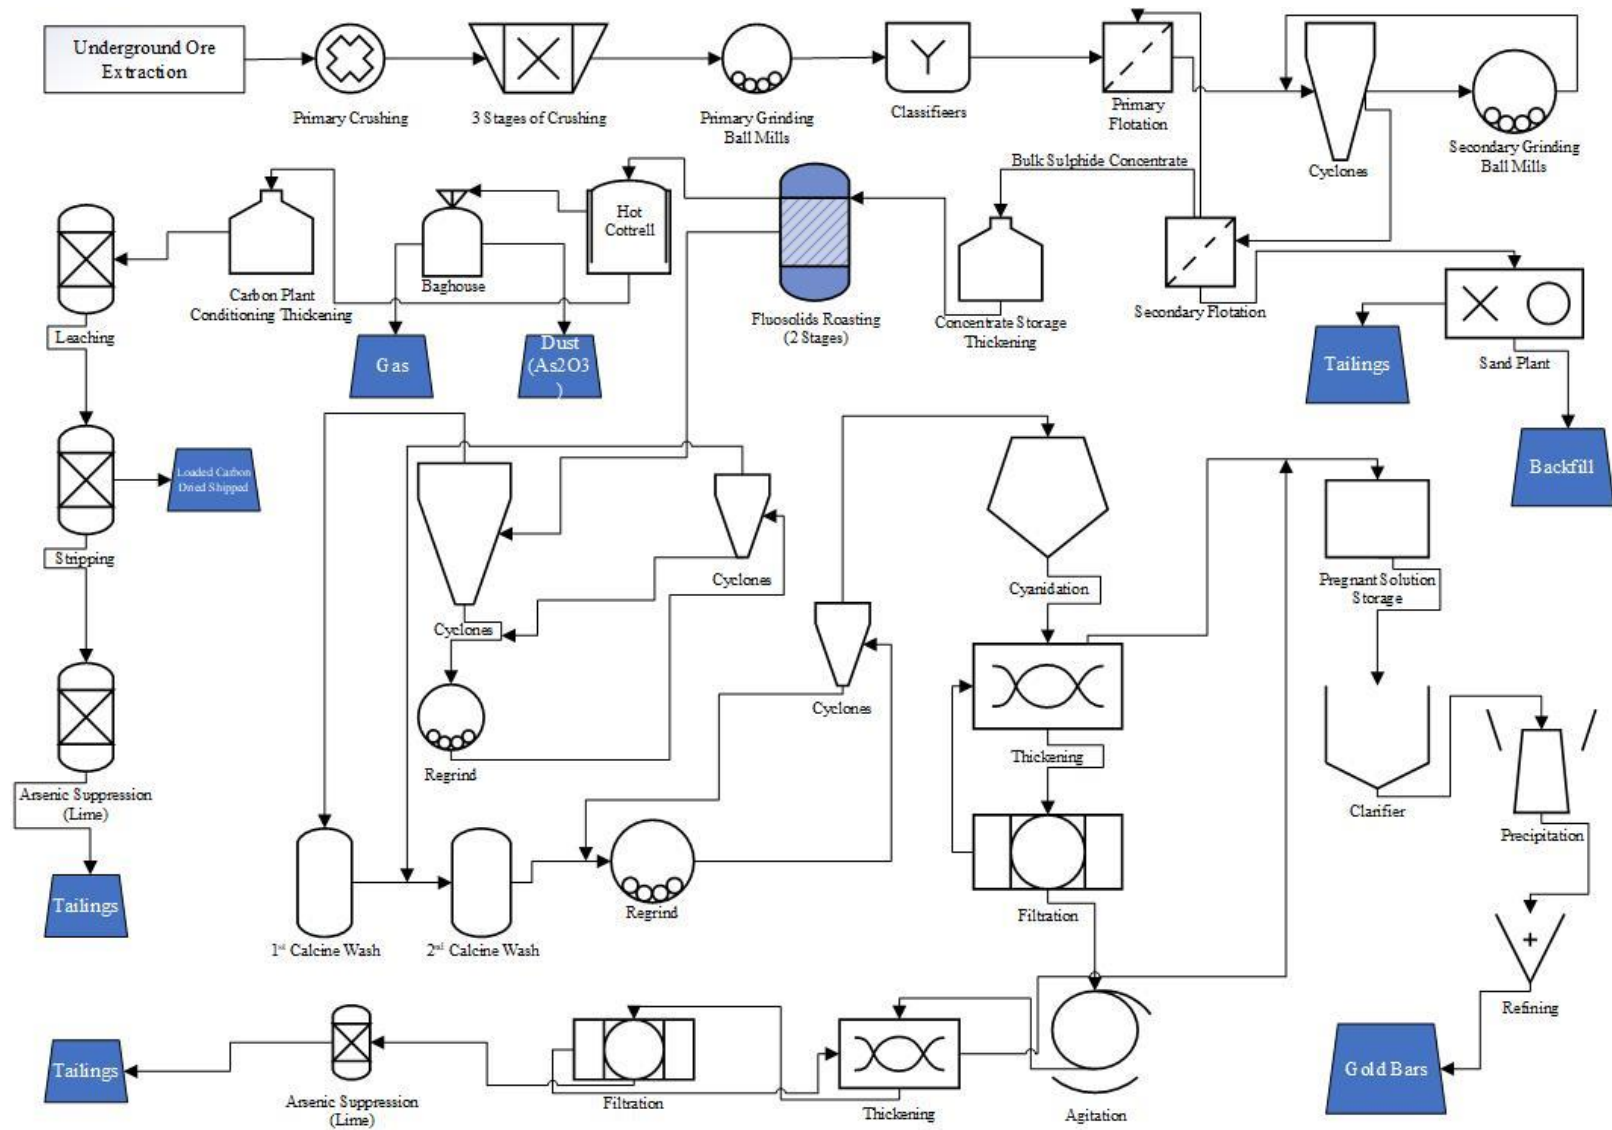 Underground Ore
Extraction
Primary Crushing
3 Stages of Crushing
Primary Grinding
Ball Mills
Classifieers
Primary
Flotation
Cyclones
Secondary Grinding
Ball Mills
Bulk Sulphide Concentrate
Hot
Cottrell
Baghouse
Carbon Plant
Conditioning Thickening
Fluosolids Roasting
(2 Stages)
Concentrate Storage
Thickening
Secondary Flotation
Sand Plant
Leaching
Gas
Dust
(As2O3
)
Tailings
Backfill
Loaded Carbon
Dried Shipped
Stripping
Cyclones
Cyclones
Cyanidation
Pregnant Solution
Storage
Cyclones
Regrind
Thickening
Arsenic Suppression
(Lime)
Clarifier
Precipitation
Tailings
Regrind
Filtration
1st Calcine Wash
2nd Calcine Wash
Refining
Tailings
Gold Bars
Arsenic Suppression
(Lime)
Filtration
Thickening
Agitation